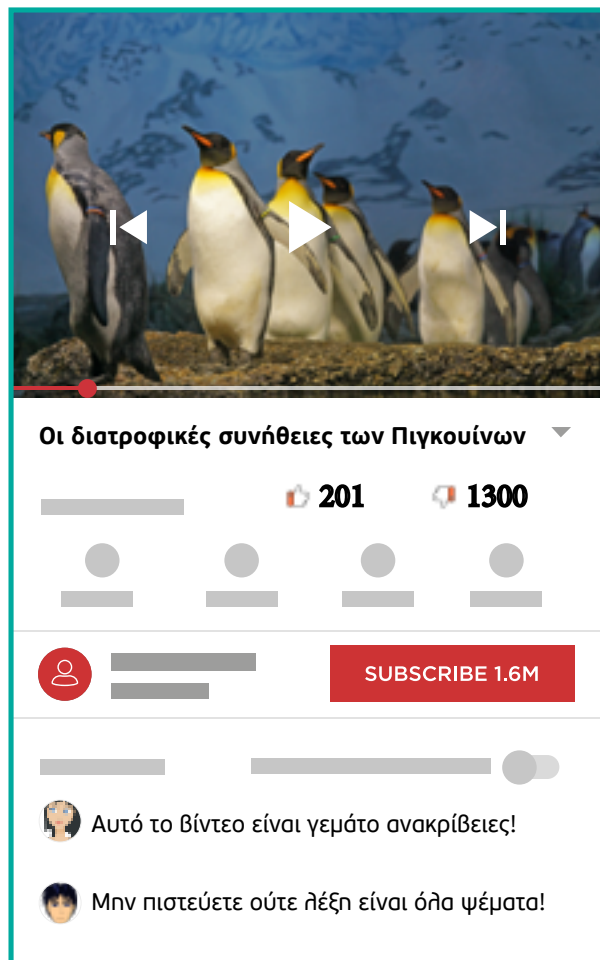 Οι διατροφικές συνήθειες των Πιγκουίνων
201 1300
SUBSCRIBE 1.6M
Αυτό το βίντεο είναι γεμάτο ανακρίβειες!
Μην πιστεύετε ούτε λέξη είναι όλα ψέματα!